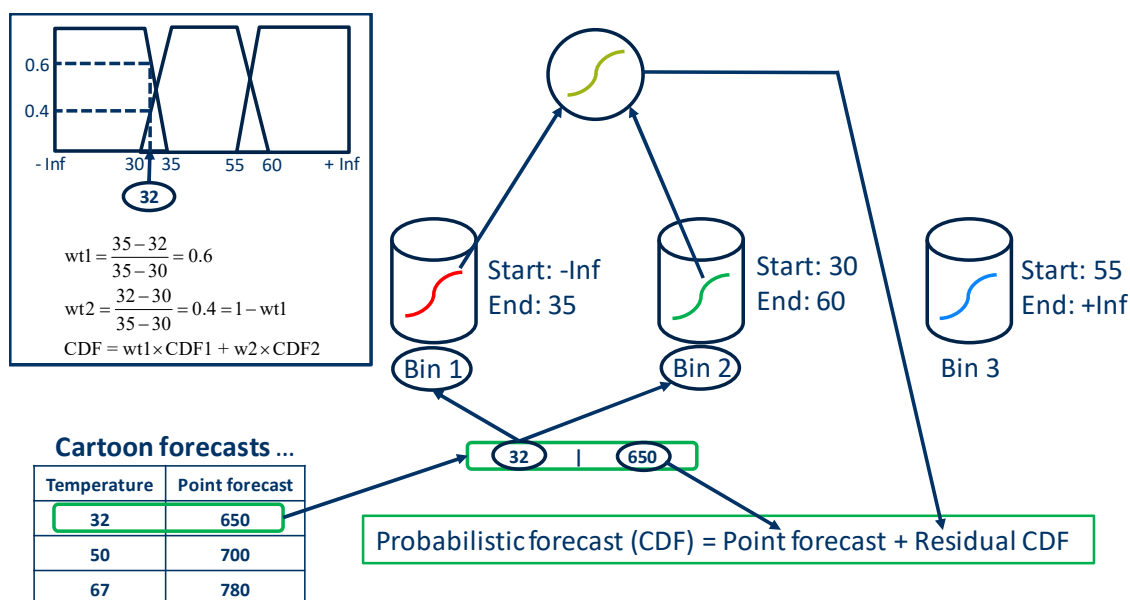 0.6
0.4
- Inf 30 35 55 60 + Inf
32
wt1 = (35 − 32) / (35 − 30) = 0.6
wt2 = (32 − 30) / (35 − 30) = 0.4 = 1 − wt1
CDF = wt1×CDF1 + w2×CDF2
Start: -Inf
End: 35
Bin 1
Start: 30
End: 60
Bin 2
Start: 55
End: +Inf
Bin 3
Cartoon forecasts ...
Temperature Point forecast
32 650
50 700
67 780
32 | 650
Probabilistic forecast (CDF) = Point forecast + Residual CDF